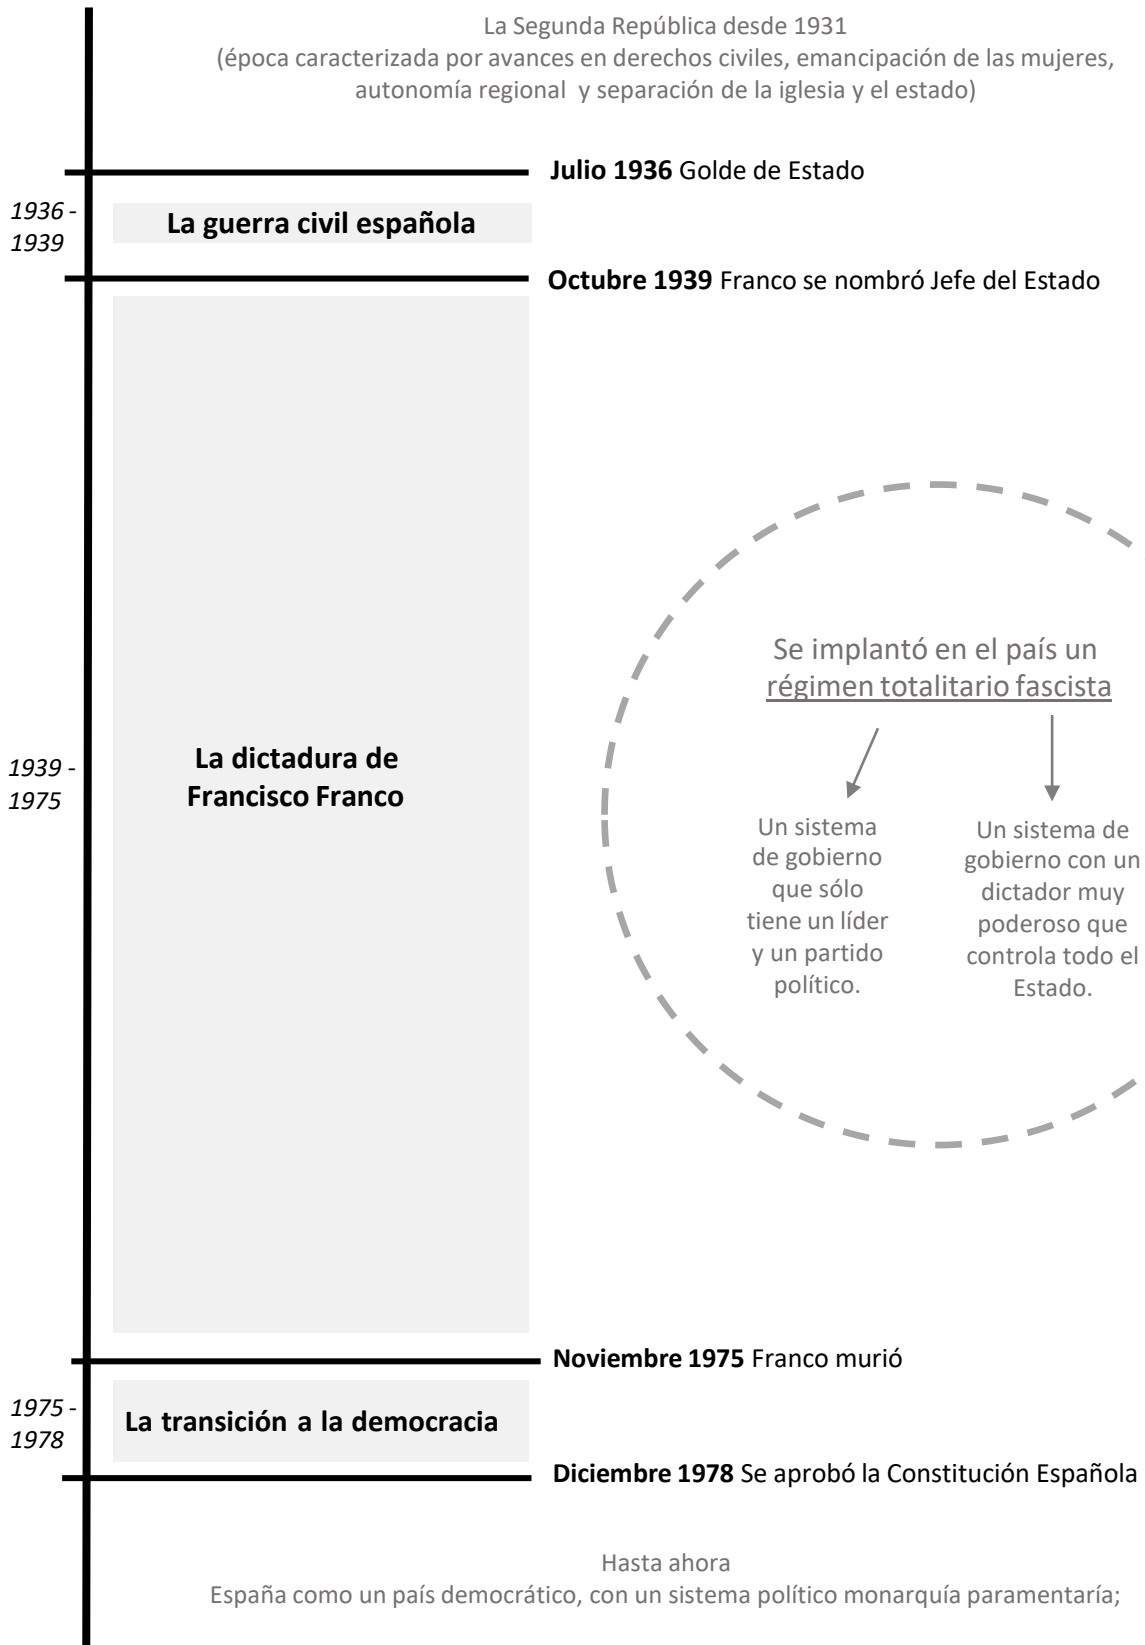 La Segunda República desde 1931
(época caracterizada por avances en derechos civiles, emancipación de las mujeres,
autonomía regional y separación de la iglesia y el estado)
Julio 1936 Golde de Estado
1936 -
1939
La guerra civil española
Octubre 1939 Franco se nombró Jefe del Estado
Se implantó en el país un
régimen totalitario fascista
1939 -
1975
La dictadura de
Francisco Franco
Un sistema
de gobierno
que sólo
tiene un líder
y un partido
político.
Un sistema de
gobierno con un
dictador muy
poderoso que
controla todo el
Estado.
Noviembre 1975 Franco murió
1975 -
1978
La transición a la democracia
Diciembre 1978 Se aprobó la Constitución Española
Hasta ahora
España como un país democrático, con un sistema político monarquía paramentaría;